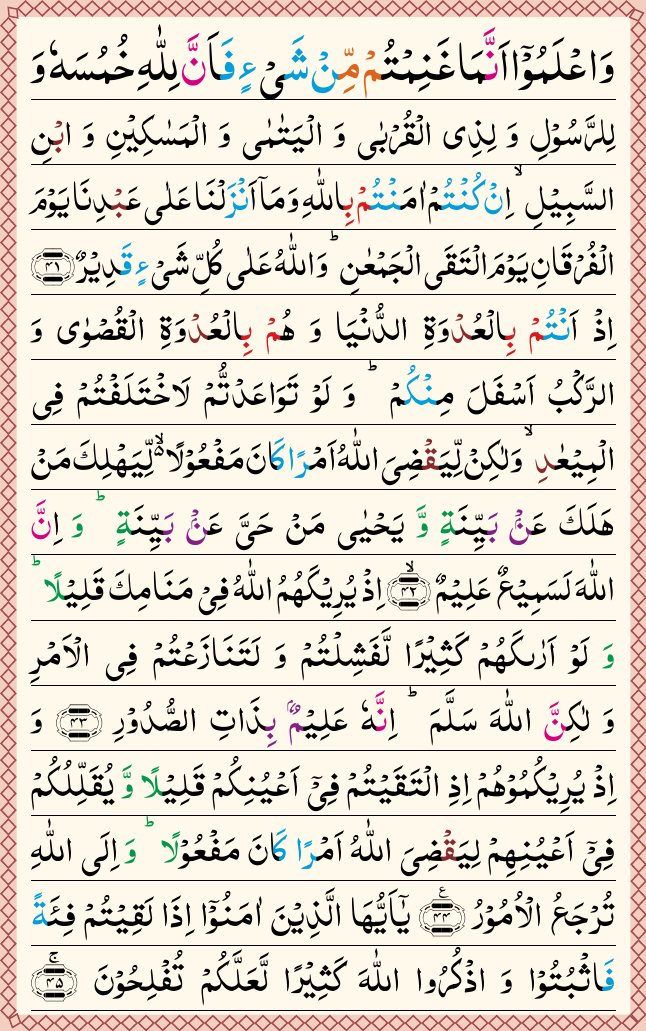 وَاعْلَمُوْۤا اَنَّمَا غَنِمْتُمْ مِّنْ شَیْءٍ فَاَنَّ لِلّٰهِ خُمُسَهٗ وَ
لِلرَّسُوْلِ وَ لِذِی الْقُرْبٰی وَ الْیَتٰمٰی وَ الْمَسٰكِیْنِ وَ ابْنِ
السَّبِیْلِ ۙ اِنْ كُنْتُمْ اٰمَنْتُمْ بِاللّٰهِ وَ مَاۤ اَنْزَلْنَا عَلٰی عَبْدِنَا یَوْمَ
الْفُرْقَانِ یَوْمَ الْتَقَی الْجَمْعٰنِ ؕ وَ اللّٰهُ عَلٰی كُلِّ شَیْءٍ قَدِیْرٌ ﴿۴۱﴾
اِذْ اَنْتُمْ بِالْعُدْوَةِ الدُّنْیَا وَ هُمْ بِالْعُدْوَةِ الْقُصْوٰی وَ
الرَّكْبُ اَسْفَلَ مِنْكُمْ ؕ وَ لَوْ تَوَاعَدْتُّمْ لَاخْتَلَفْتُمْ فِی
الْمِیْعٰدِ ۙ وَلٰكِنْ لِّیَقْضِیَ اللّٰهُ اَمْرًا كَانَ مَفْعُوْلًا ۙ۬ لِّیَهْلِكَ مَنْ
هَلَكَ عَنْۢ بَیِّنَةٍ وَّ یَحْیٰی مَنْ حَیَّ عَنْۢ بَیِّنَةٍ ؕ وَ اِنَّ
اللّٰهَ لَسَمِیْعٌ عَلِیْمٌ ﴿ۙ۴۲﴾ اِذْ یُرِیْكَهُمُ اللّٰهُ فِیْ مَنَامِكَ قَلِیْلًا ؕ
وَ لَوْ اَرٰىكَهُمْ كَثِیْرًا لَّفَشِلْتُمْ وَ لَتَنَازَعْتُمْ فِی الْاَمْرِ
وَ لٰكِنَّ اللّٰهَ سَلَّمَ ؕ اِنَّهٗ عَلِیْمٌۢ بِذَاتِ الصُّدُوْرِ ﴿۴۳﴾ وَ
اِذْ یُرِیْكُمُوْهُمْ اِذِ الْتَقَیْتُمْ فِیْۤ اَعْیُنِكُمْ قَلِیْلًا وَّ یُقَلِّلُكُمْ
فِیْۤ اَعْیُنِهِمْ لِیَقْضِیَ اللّٰهُ اَمْرًا كَانَ مَفْعُوْلًا ؕ وَ اِلَی اللّٰهِ
تُرْجَعُ الْاُمُوْرُ ﴿۴۴﴾ یٰۤاَیُّهَا الَّذِیْنَ اٰمَنُوْۤا اِذَا لَقِیْتُمْ فِئَةً
فَاثْبُتُوْا وَ اذْكُرُوا اللّٰهَ كَثِیْرًا لَّعَلَّكُمْ تُفْلِحُوْنَ ﴿ۚ۴۵﴾